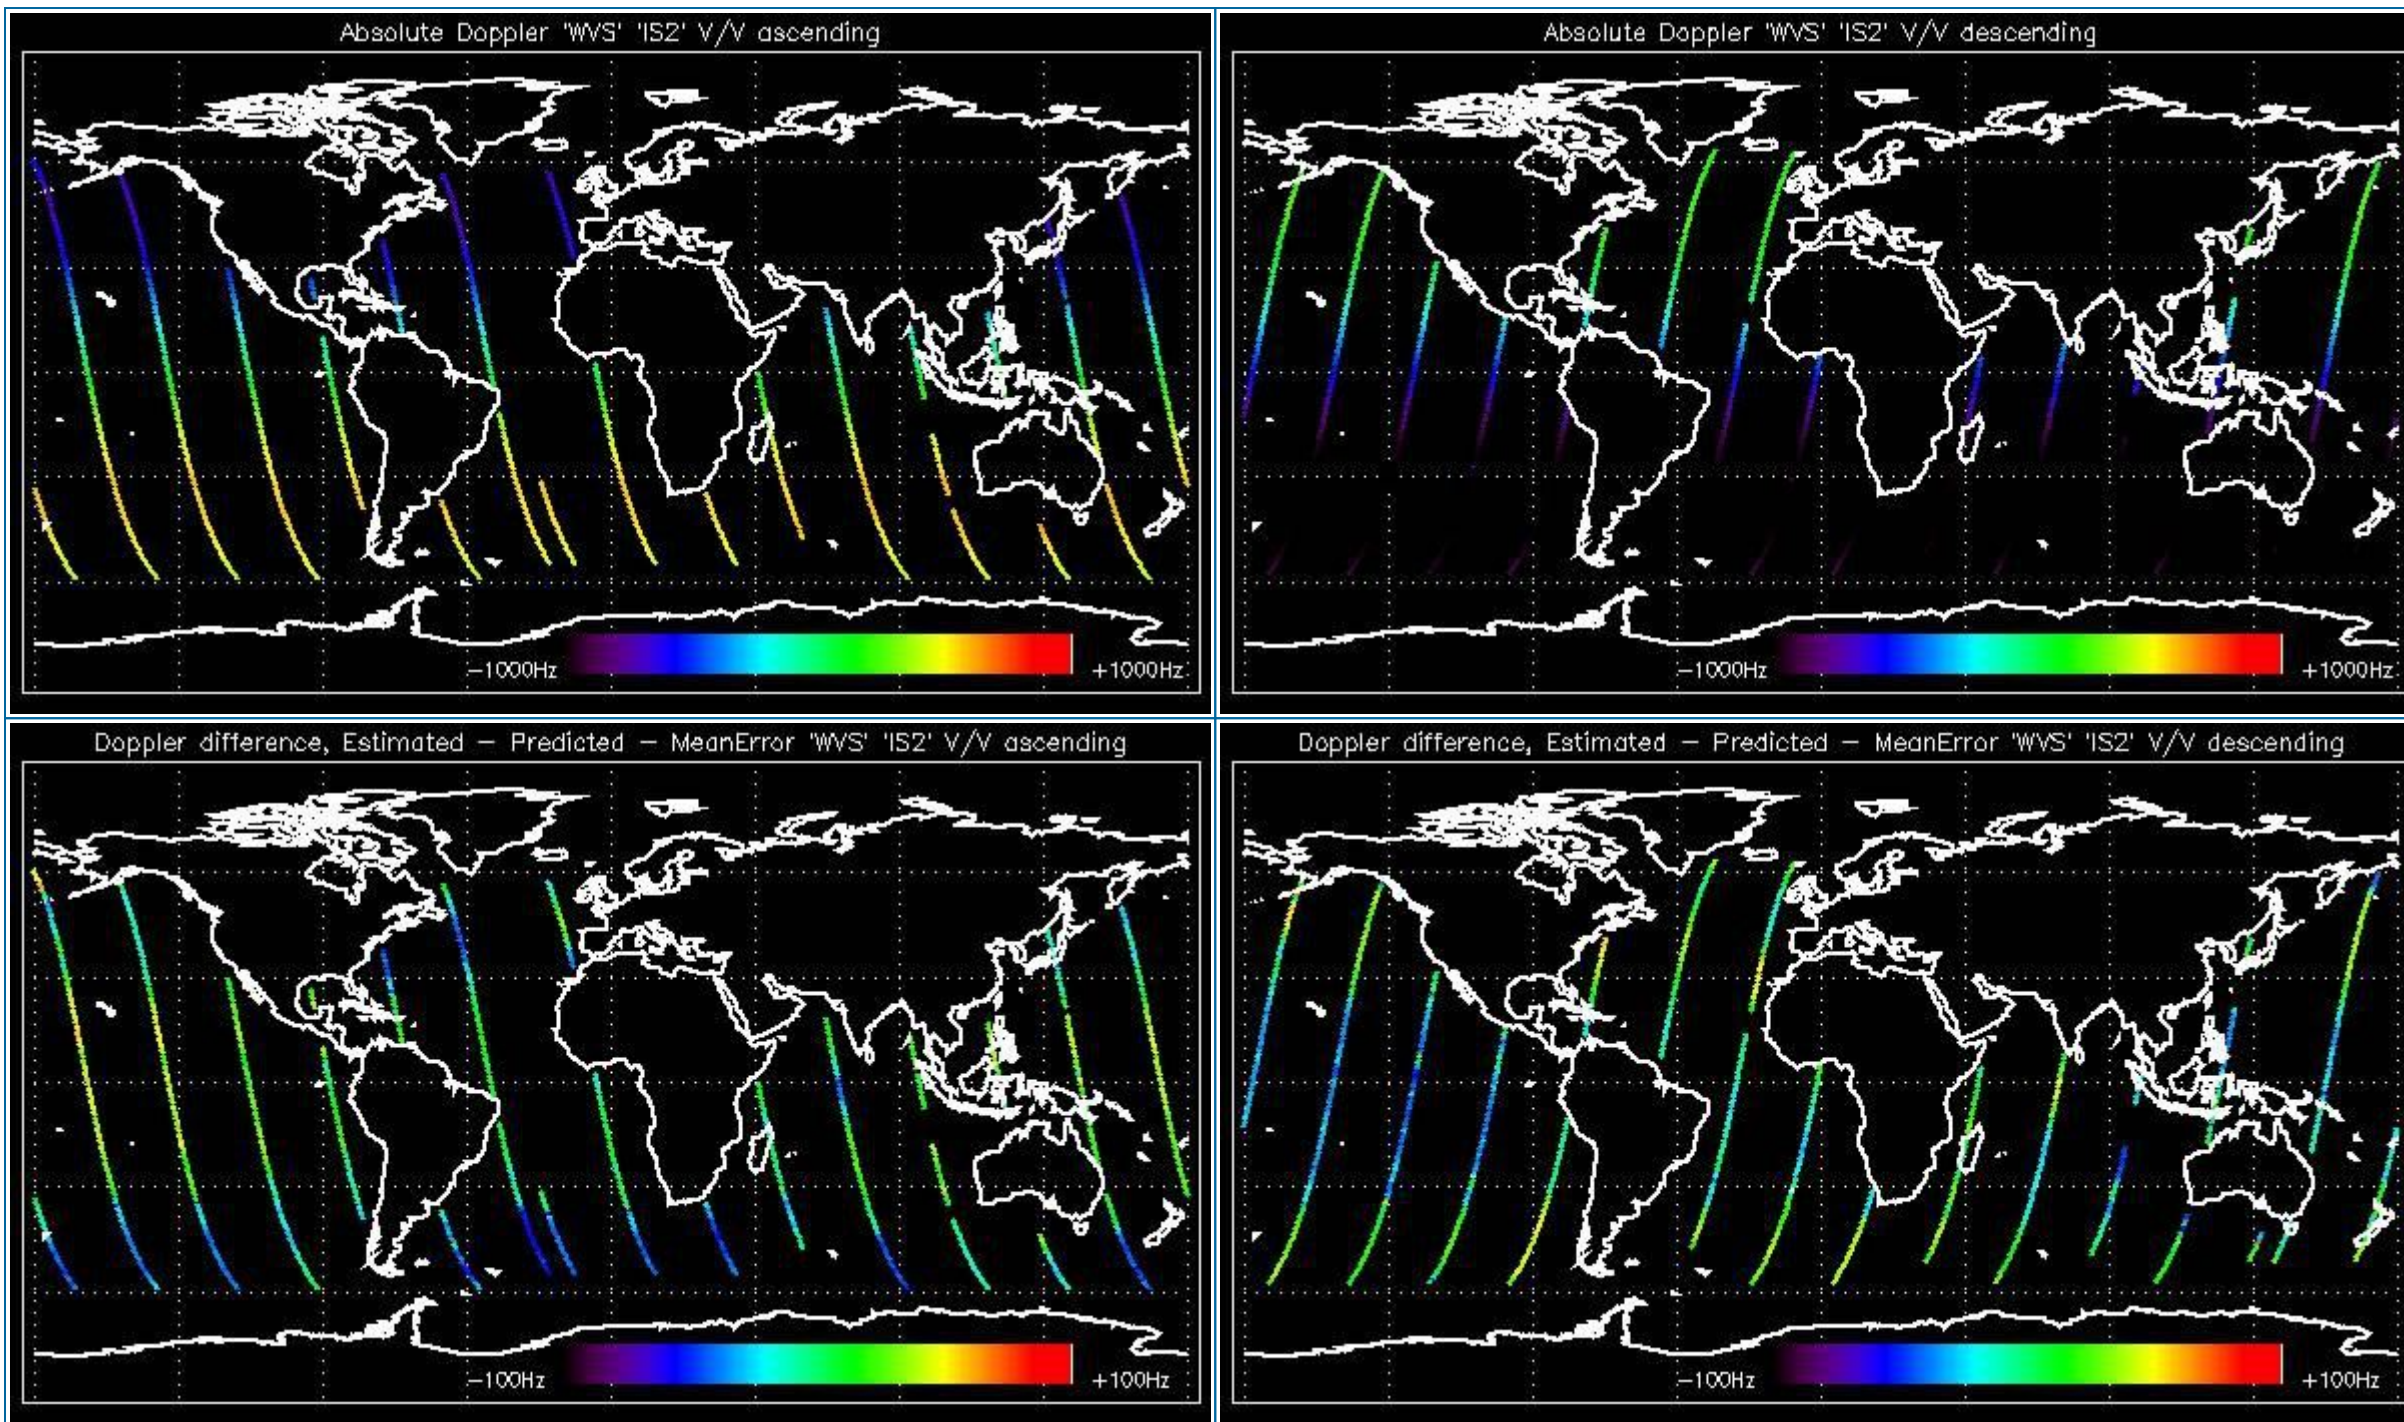 Absolute Doppler 'WVS' 'IS2' V/V ascending
-1000Hz
+1000Hz
Absolute Doppler 'WVS' 'IS2' V/V descending
-1000Hz
+1000Hz
Doppler difference, Estimated - Predicted - MeanError 'WVS' 'IS2' V/V ascending
-100Hz
+100Hz
Doppler difference, Estimated - Predicted - MeanError 'WVS' 'IS2' V/V descending
-100Hz
+100Hz